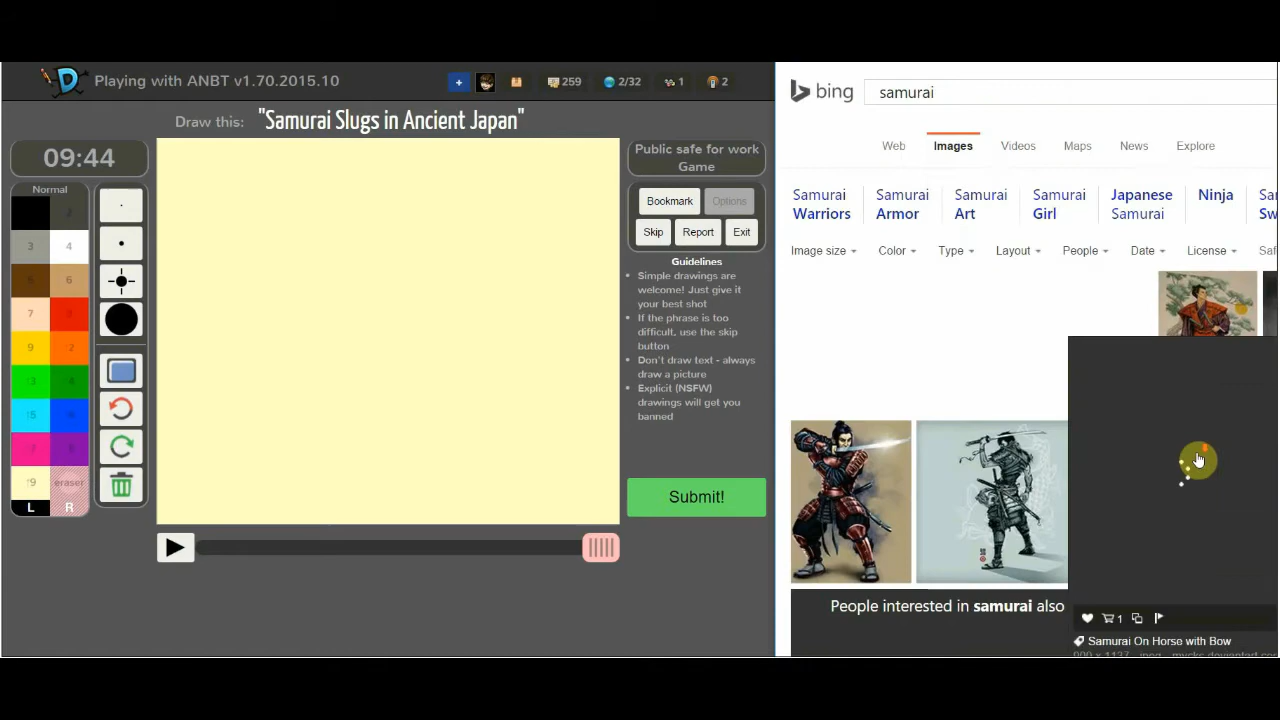 Playing with ANBT v1.70.2015.10
+
259
2/32
1
2
Draw this: "Samurai Slugs in Ancient Japan"
09:44
Normal
2
3
4
5
6
7
9
eraser
L
R
Public safe for work
Game
Bookmark
Options
Skip
Report
Exit
Guidelines
Simple drawings are
welcome! Just give it
your best shot
If the phrase is too
difficult, use the skip
button
Don't draw text - always
draw a picture
Explicit (NSFW)
drawings will get you
banned
Submit!
bing
samurai
Web
Images
Videos
Maps
News
Explore
Samurai
Warriors
Samurai
Armor
Samurai
Art
Samurai
Girl
Japanese
Samurai
Ninja
Image size
Color
Type
Layout
People
Date
License
People interested in samurai also
1
Samurai On Horse with Bow